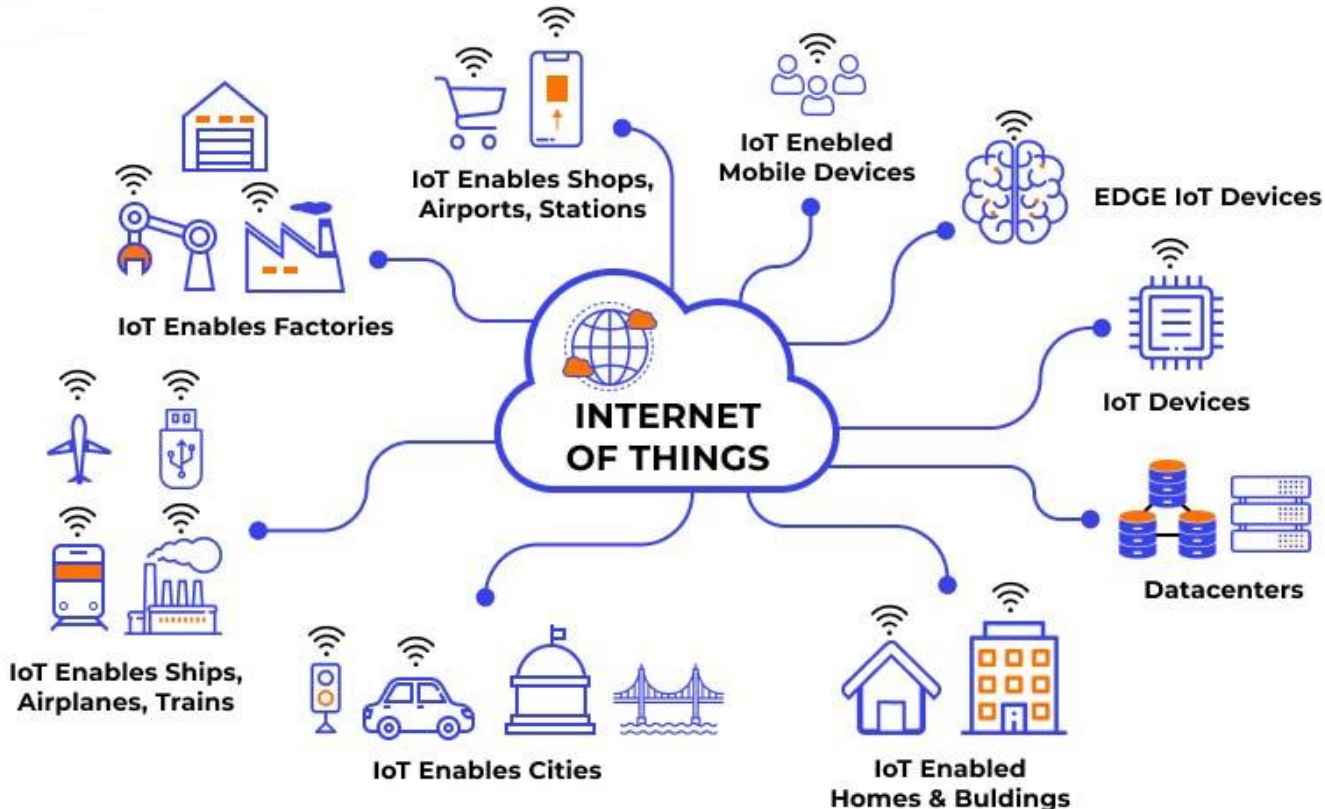 IoT Enables Shops,
Airports, Stations
IoT Enebled
Mobile Devices
EDGE IoT Devices
IoT Enables Factories
INTERNET
OF THINGS
IoT Devices
Datacenters
IoT Enables Ships,
Airplanes, Trains
IoT Enables Cities
IoT Enabled
Homes & Buldings